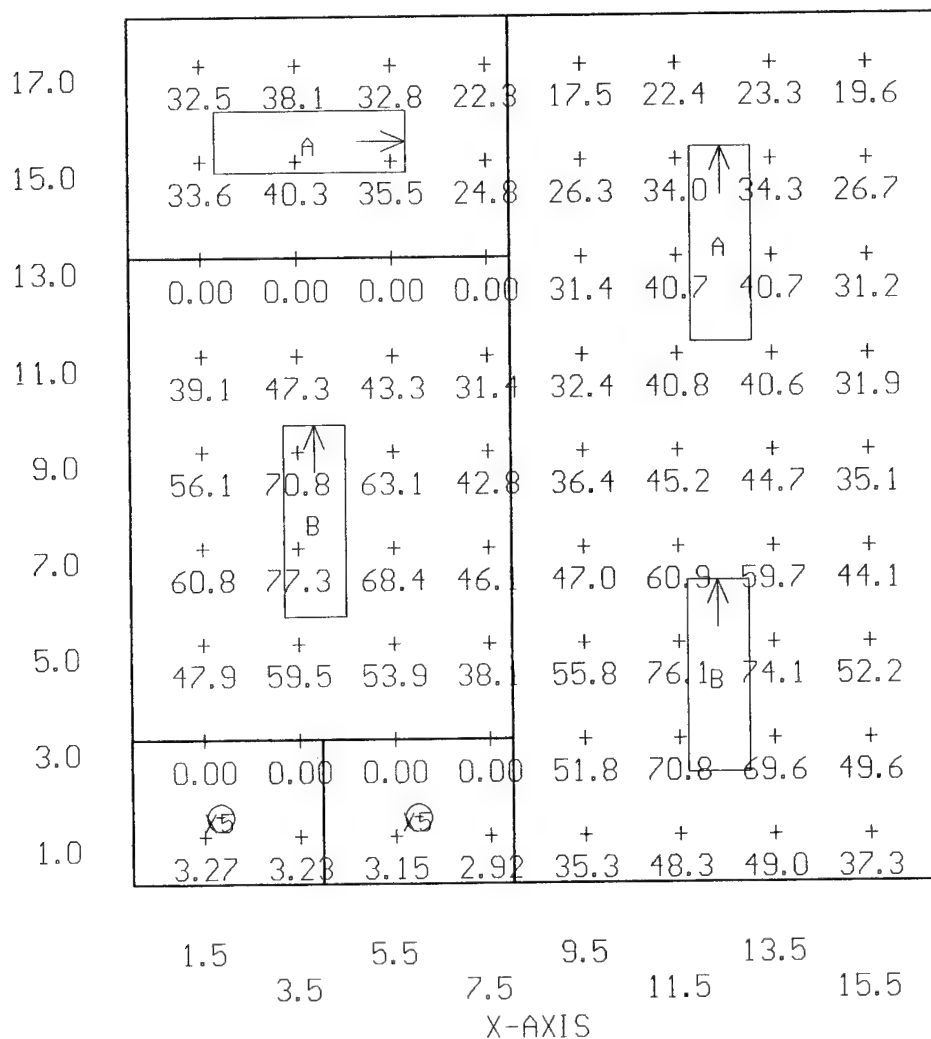 17.0 + + + + + + + +
32.5 38.1 32.8 22.3 17.5 22.4 23.3 19.6
A
15.0 + + + + + + + +
33.6 40.3 35.5 24.8 26.3 34.0 34.3 26.7
A
13.0 + + + + + + + +
0.00 0.00 0.00 0.00 31.4 40.7 40.7 31.2
11.0 + + + + + + + +
39.1 47.3 43.3 31.4 32.4 40.8 40.6 31.9
9.0 + + + + + + + +
56.1 70.8 63.1 42.8 36.4 45.2 44.7 35.1
B
7.0 + + + + + + + +
60.8 77.3 68.4 46.1 47.0 60.9 59.7 44.1
5.0 + + + + + + + +
47.9 59.5 53.9 38.1 55.8 76.1 B 74.1 52.2
3.0 + + + + + + + +
0.00 0.00 0.00 0.00 51.8 70.8 69.6 49.6
X5 X5
1.0 + + + + + + + +
3.27 3.23 3.15 2.92 35.3 48.3 49.0 37.3
1.5 5.5 9.5 13.5
3.5 7.5 11.5 15.5
X-AXIS